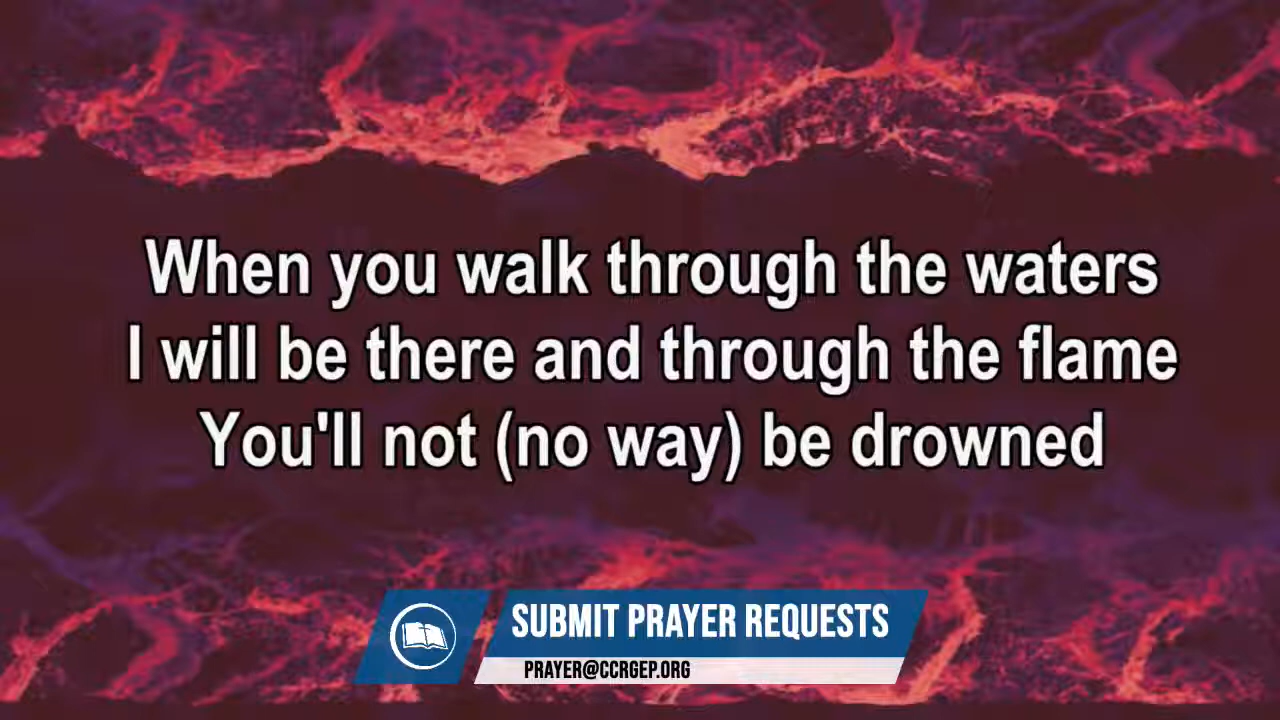 When you walk through the waters
I will be there and through the flame
You'll not (no way) be drowned
SUBMIT PRAYER REQUESTS
PRAYER@CCRGEP.ORG